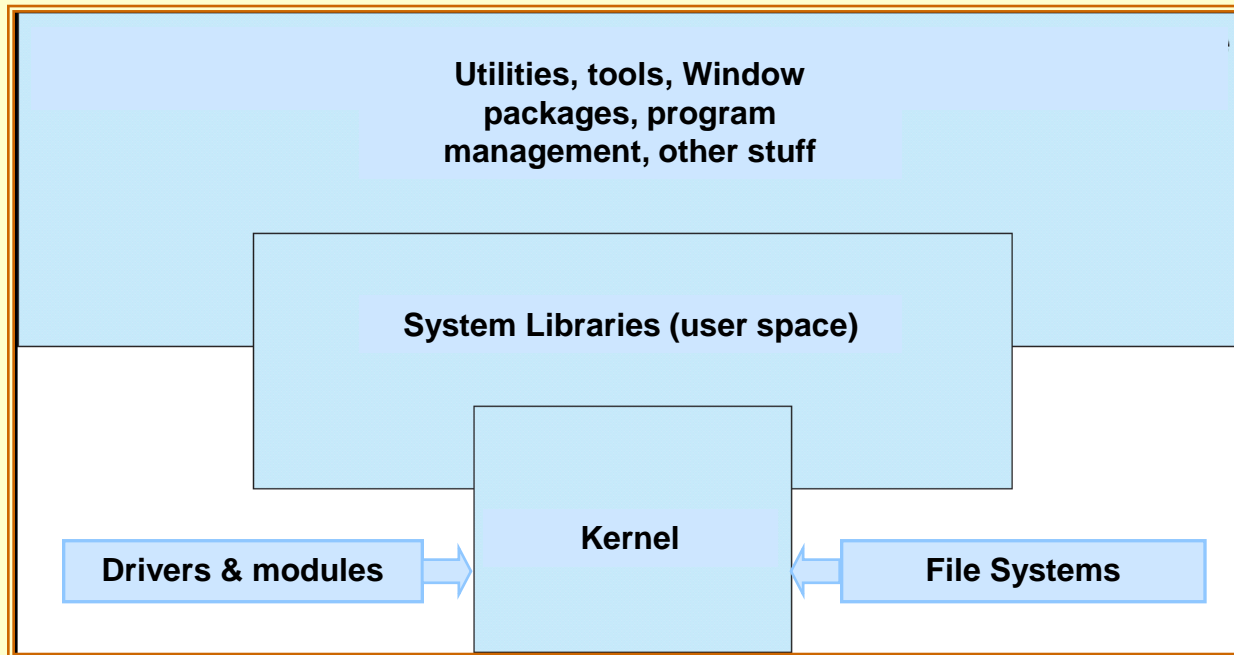 Utilities, tools, Window
packages, program
management, other stuff
System Libraries (user space)
Kernel
Drivers & modules
File Systems